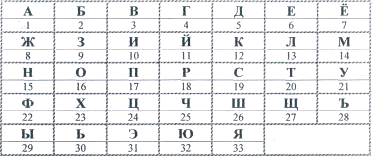 А Б В Г Д Е Ё
1 2 3 4 5 6 7
Ж З И Й К Л М
8 9 10 11 12 13 14
Н О П Р С Т У
15 16 17 18 19 20 21
Ф Х Ц Ч Ш Щ Ъ
22 23 24 25 26 27 28
Ы Ь Э Ю Я
29 30 31 32 33